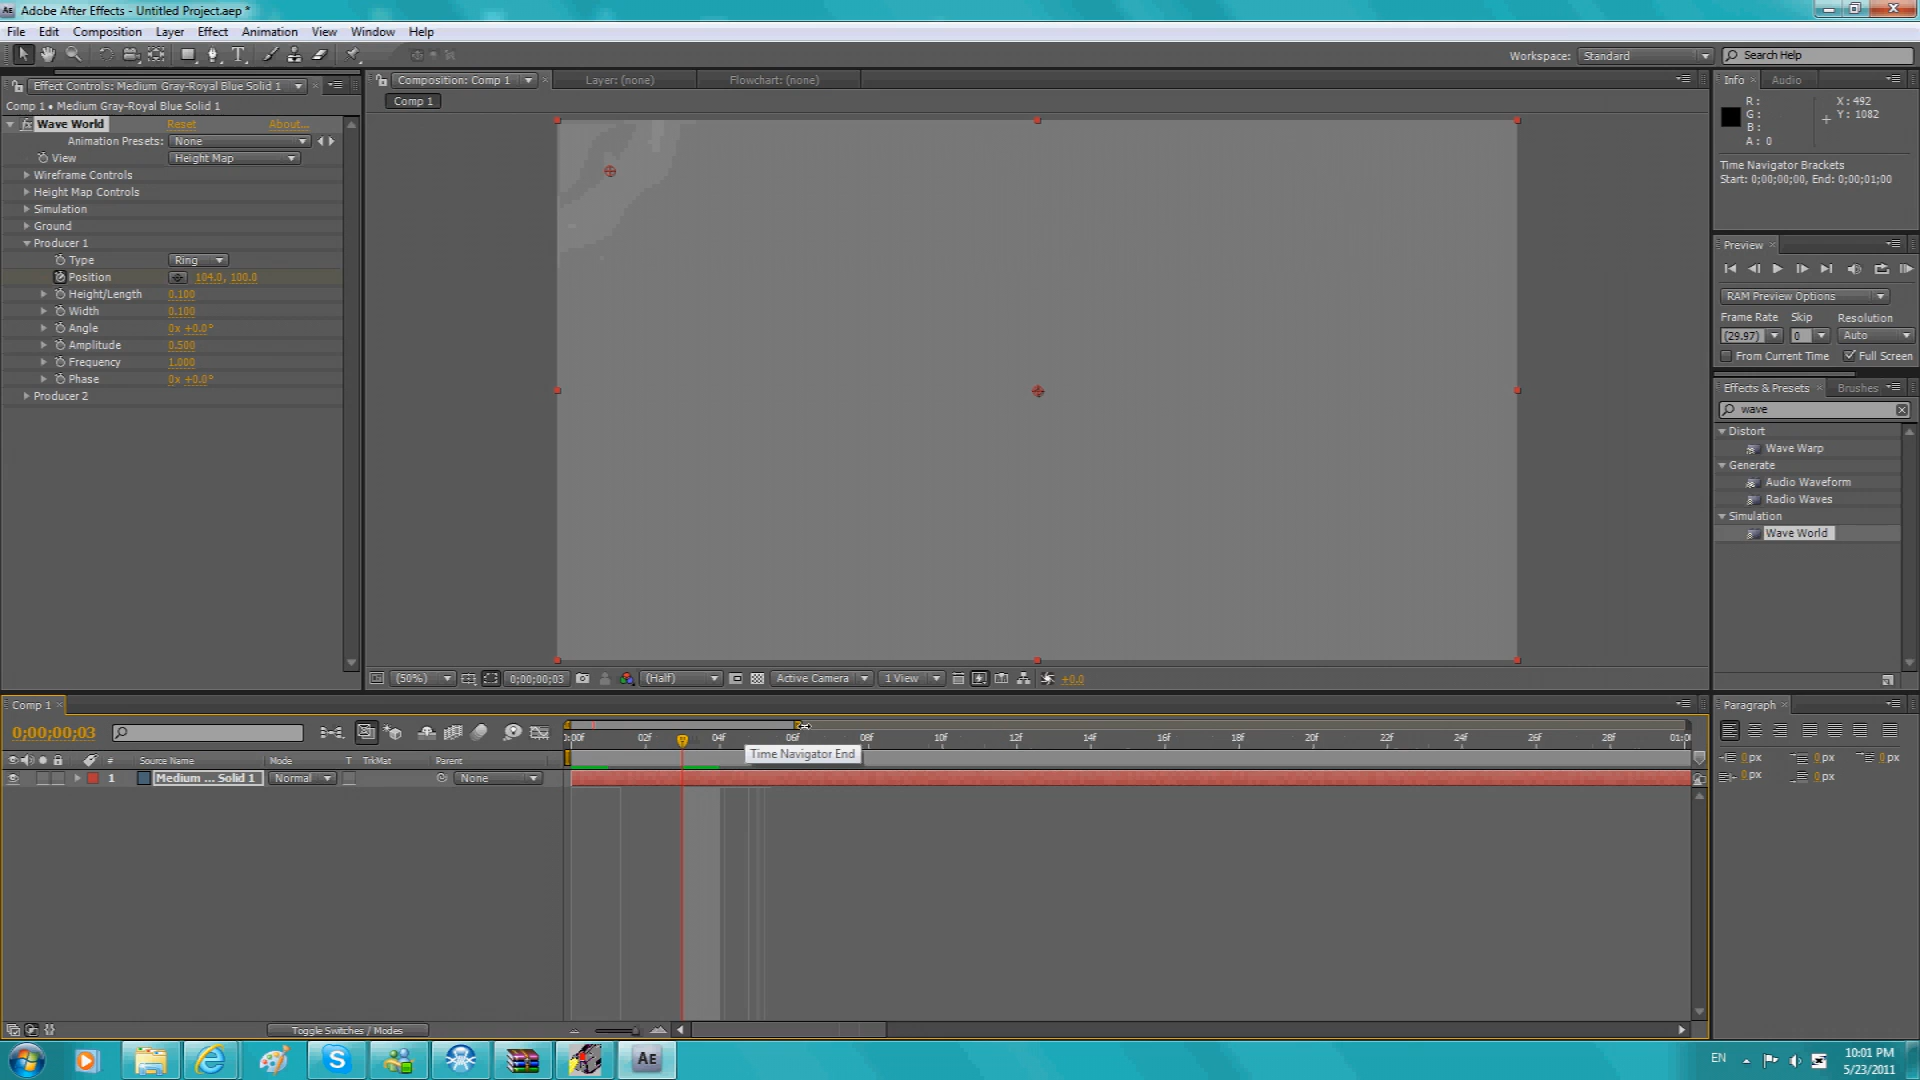 Adobe After Effects - Untitled Project.aep *
File Edit Composition Layer Effect Animation View Window Help
Workspace: Standard Search Help
Effect Controls: Medium Gray-Royal Blue Solid 1
Comp 1 • Medium Gray-Royal Blue Solid 1
Wave World Reset About...
Animation Presets: None
View Height Map
Wireframe Controls
Height Map Controls
Simulation
Ground
Producer 1
Type Ring
Position 104.0, 100.0
Height/Length 0.100
Width 0.100
Angle 0x +0.0°
Amplitude 0.500
Frequency 1.000
Phase 0x +0.0°
Producer 2
Composition: Comp 1 Layer: (none) Flowchart: (none)
Comp 1
(50%) 0;00;00;03 (Half) Active Camera 1 View +0.0
Info Audio
R: X: 492
G: Y: 1082
B:
A: 0
Time Navigator Brackets
Start: 0;00;00;00, End: 0;00;01;00
Preview
RAM Preview Options
Frame Rate Skip Resolution
(29.97) 0 Auto
From Current Time Full Screen
Effects & Presets Brushes
wave
Distort
Wave Warp
Generate
Audio Waveform
Radio Waves
Simulation
Wave World
Comp 1
0;00;00;03
):00f 02f 04f 06f 08f 10f 12f 14f 16f 18f 20f 22f 24f 26f 28f 01:0
Time Navigator End
# Source Name Mode T TrkMat Parent
1 Medium ... Solid 1 Normal None
Toggle Switches / Modes
Paragraph
0 px 0 px 0 px
0 px 0 px
AE
EN
10:01 PM
5/23/2011